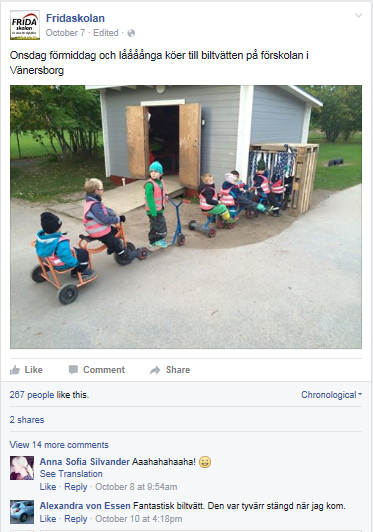 FRIDA
skolan
Fridaskolan
October 7 · Edited ·
Onsdag förmiddag och låååånga köer till biltvätten på förskolan i
Vänersborg
Like Comment Share
267 people like this.
Chronological
2 shares
View 14 more comments
Anna Sofia Silvander Aaahahahaaha! 😀
See Translation
Like · Reply · October 8 at 9:54am
Alexandra von Essen Fantastisk biltvätt. Den var tyvärr stängd när jag kom.
Like · Reply · October 10 at 4:18pm